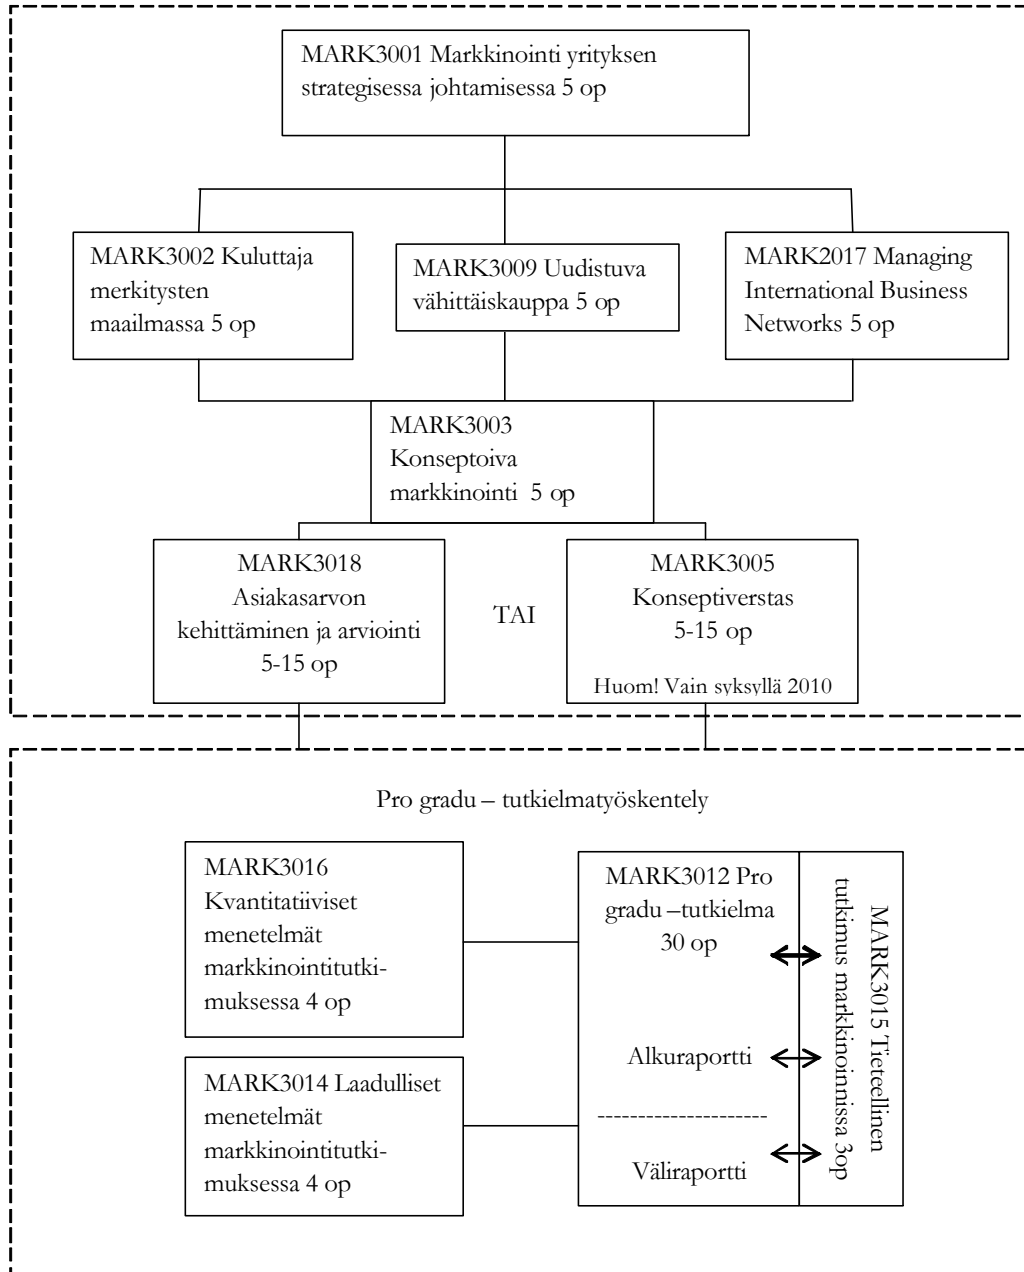 MARK3001 Markkinointi yrityksen
strategisessa johtamisessa 5 op
MARK3002 Kuluttaja
merkitysten
maailmassa 5 op
MARK3009 Uudistuva
vähittäiskauppa 5 op
MARK2017 Managing
International Business
Networks 5 op
MARK3003
Konseptoiva
markkinointi 5 op
MARK3018
Asiakasarvon
kehittäminen ja arviointi
5-15 op
TAI
MARK3005
Konseptiverstas
5-15 op
Huom! Vain syksyllä 2010
Pro gradu – tutkielmatyöskentely
MARK3016
Kvantitatiiviset
menetelmät
markkinointitutki-
muksessa 4 op
MARK3014 Laadulliset
menetelmät
markkinointitutki-
muksessa 4 op
MARK3012 Pro
gradu –tutkielma
30 op
Alkuraportti
Väliraportti
MARK3015 Tieteellinen
tutkimus markkinoinnissa 3op